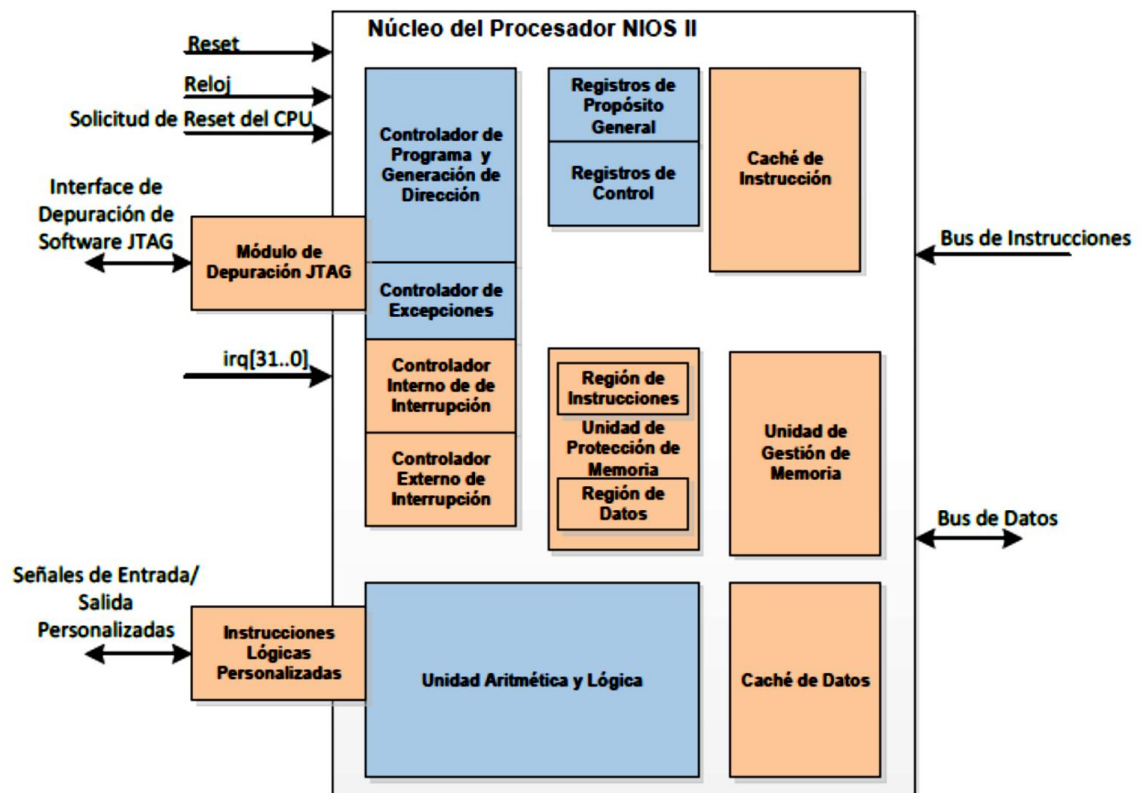 Núcleo del Procesador NIOS II
Reset
Reloj
Solicitud de Reset del CPU
Interface de
Depuración de
Software JTAG
Módulo de
Depuración JTAG
irq[31..0]
Señales de Entrada/
Salida
Personalizadas
Instrucciones
Lógicas
Personalizadas
Controlador de
Programa y
Generación de
Dirección
Controlador de
Excepciones
Controlador
Interno de de
Interrupción
Controlador
Externo de
Interrupción
Registros de
Propósito
General
Registros de
Control
Caché de
Instrucción
Región de
Instrucciones
Unidad de
Protección de
Memoria
Región de
Datos
Unidad de
Gestión de
Memoria
Unidad Aritmética y Lógica
Caché de Datos
Bus de Instrucciones
Bus de Datos